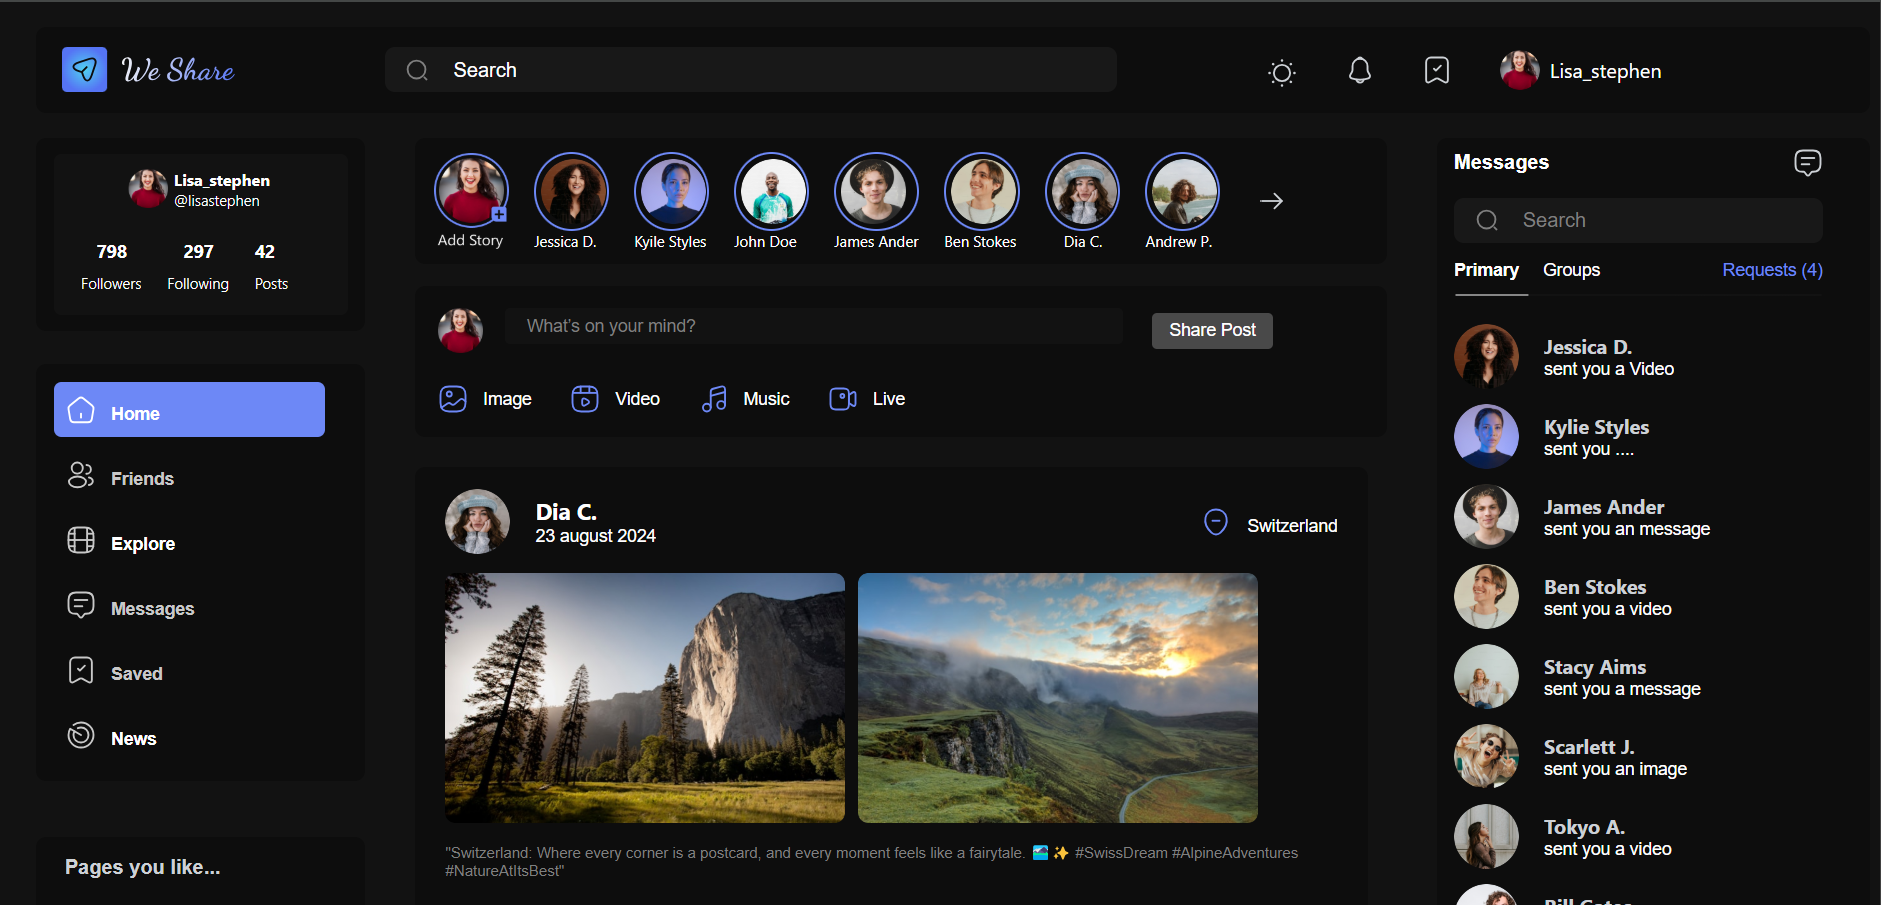 We Share
Search
Lisa_stephen
Lisa_stephen
@lisastephen
798 297 42
Followers Following Posts
Home
Friends
Explore
Messages
Saved
News
Pages you like...
Add Story Jessica D. Kyile Styles John Doe James Ander Ben Stokes Dia C. Andrew P.
What's on your mind?
Share Post
Image Video Music Live
Dia C.
23 august 2024
Switzerland
"Switzerland: Where every corner is a postcard, and every moment feels like a fairytale. 🏞️✨ #SwissDream #AlpineAdventures
#NatureAtItsBest"
Messages
Search
Primary Groups Requests (4)
Jessica D.
sent you a Video
Kylie Styles
sent you ....
James Ander
sent you an message
Ben Stokes
sent you a video
Stacy Aims
sent you a message
Scarlett J.
sent you an image
Tokyo A.
sent you a video